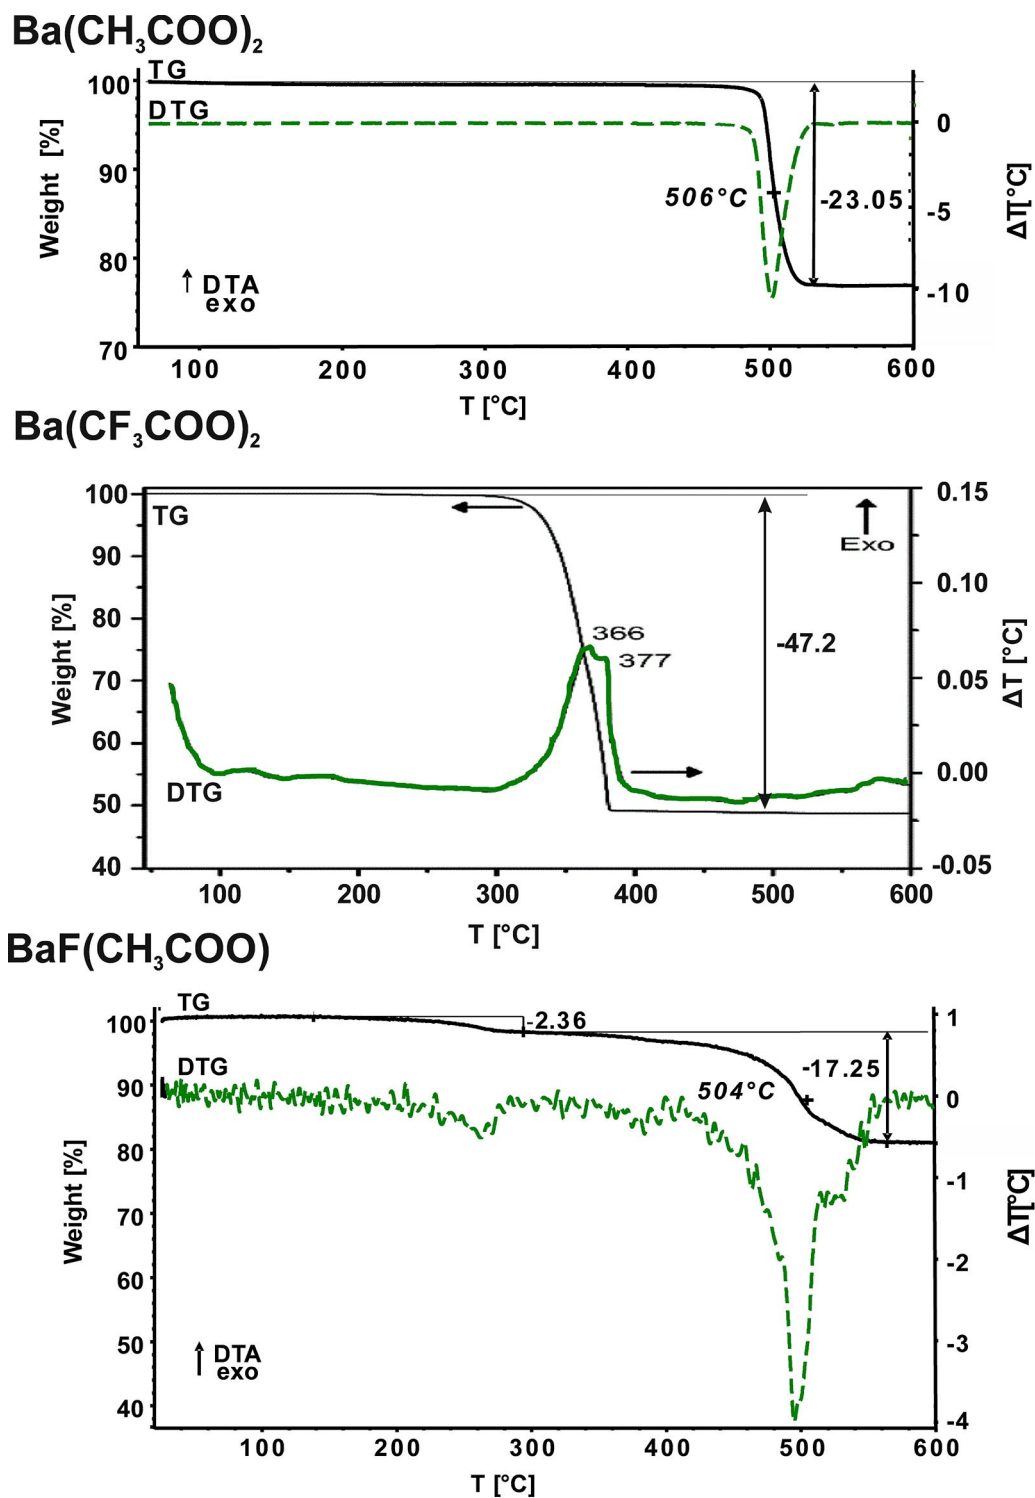 Ba(CH₃COO)₂
TG
DTG
100
90
80
70
Weight [%]
0
-5
-10
ΔT[°C]
506°C
-23.05
DTA
exo
100 200 300 400 500 600
T [°C]
Ba(CF₃COO)₂
TG
DTG
100
90
80
70
60
50
40
Weight [%]
0.15
0.10
0.05
0.00
-0.05
ΔT [°C]
Exo
366
377
-47.2
100 200 300 400 500 600
T [°C]
BaF(CH₃COO)
TG
DTG
100
90
80
70
60
50
40
Weight [%]
1
0
-1
-2
-3
-4
ΔT[°C]
-2.36
-17.25
504°C
DTA
exo
100 200 300 400 500 600
T [°C]